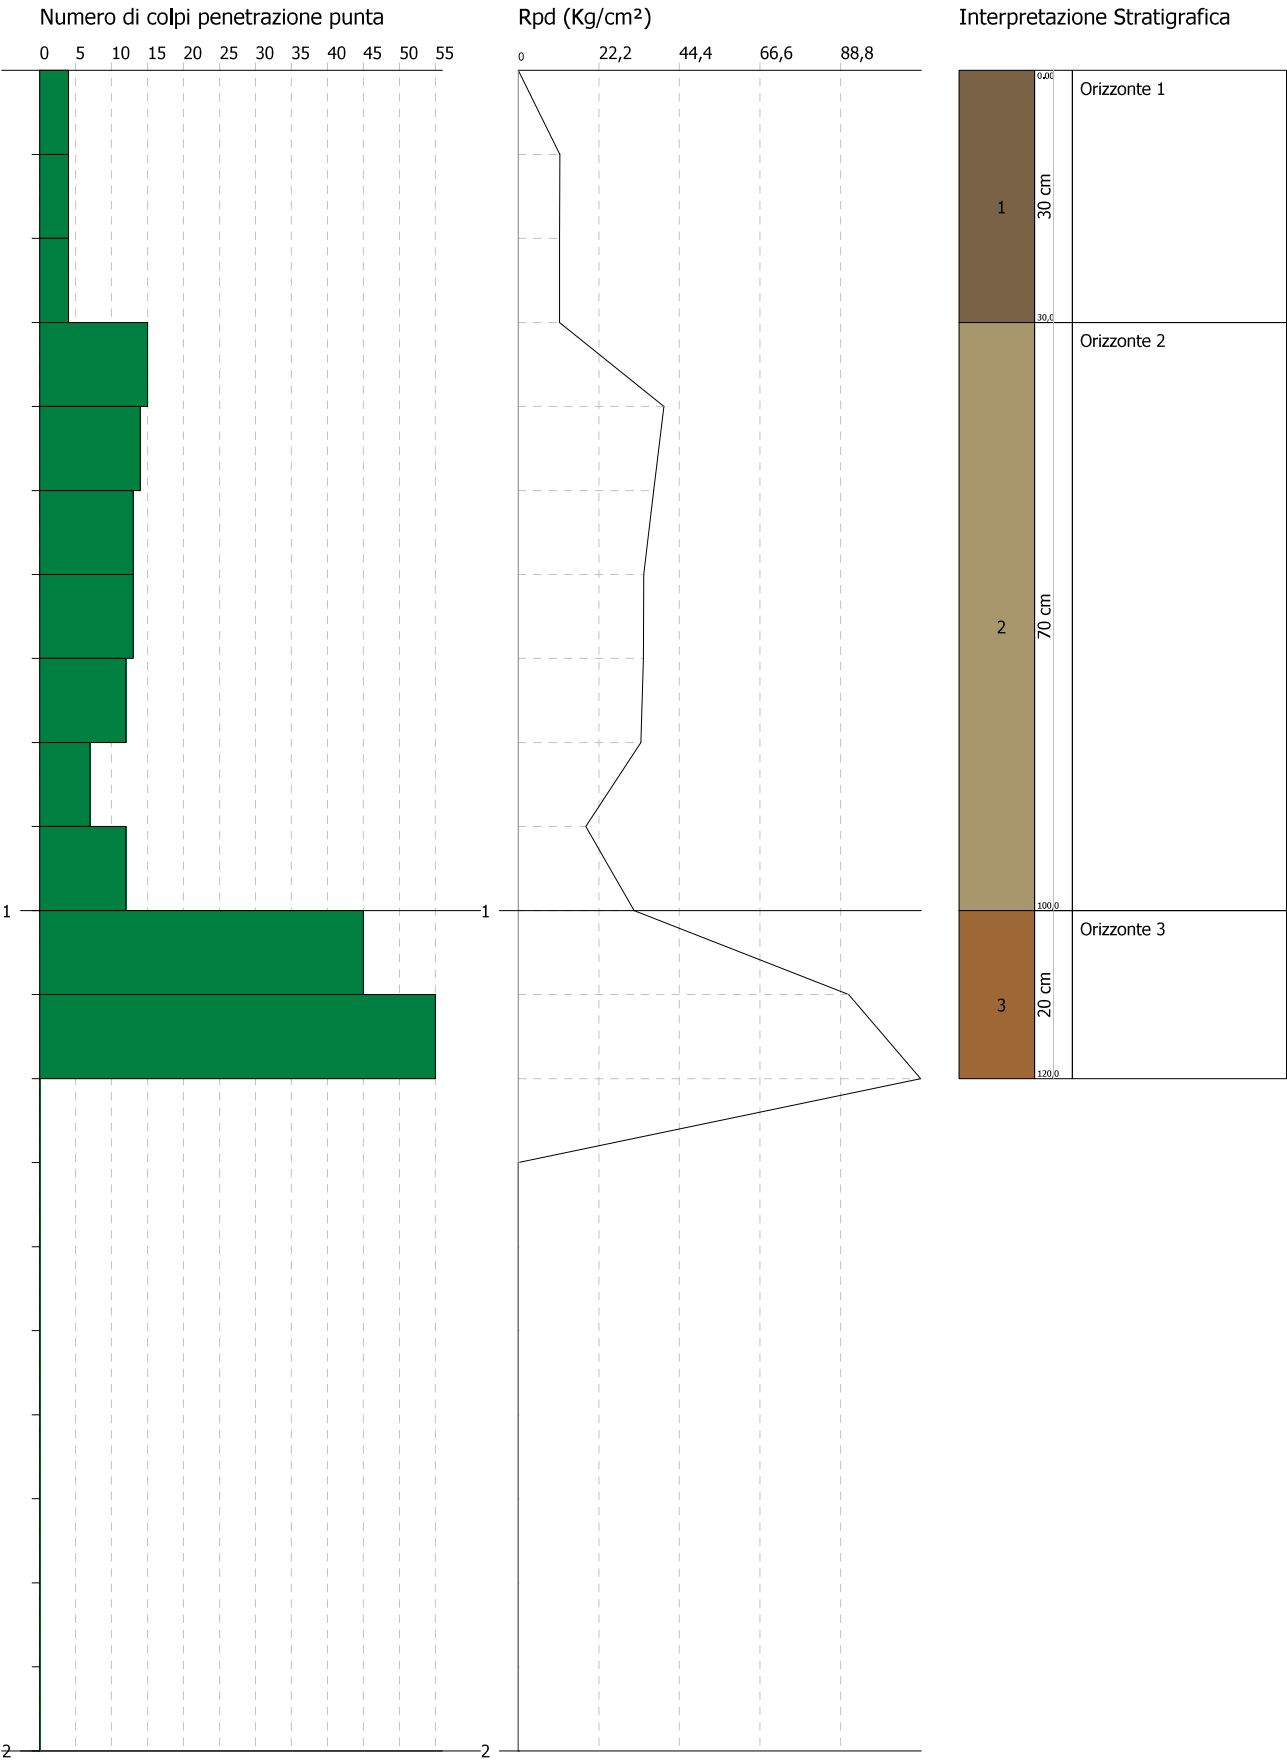 Numero di colpi penetrazione punta
Rpd (Kg/cm²)
Interpretazione Stratigrafica
0 5 10 15 20 25 30 35 40 45 50 55
0 22,2 44,4 66,6 88,8
0.00
Orizzonte 1
1
30 cm
30,0
Orizzonte 2
2
70 cm
1
1
100,0
Orizzonte 3
3
20 cm
120,0
2
2